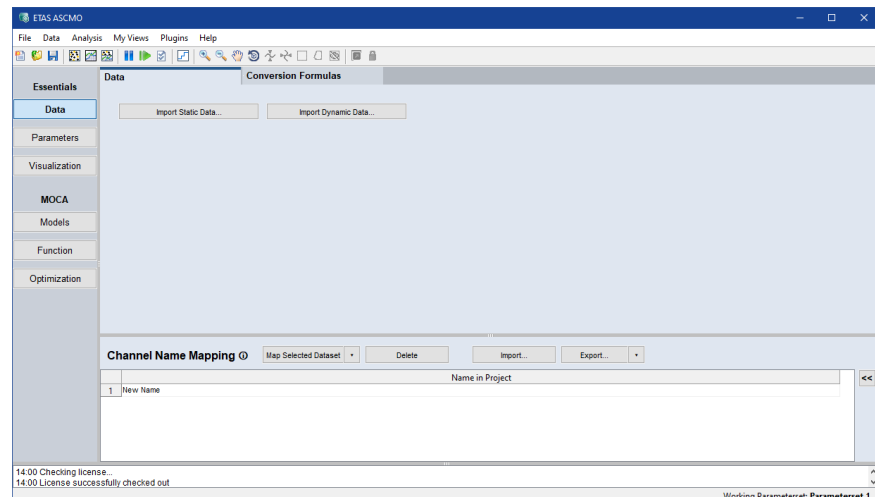 ETAS ASCMO
File Data Analysis My Views Plugins Help
Essentials
Data
Parameters
Visualization
MOCA
Models
Function
Optimization
Data Conversion Formulas
Import Static Data... Import Dynamic Data...
Channel Name Mapping Map Selected Dataset Delete Import... Export...
Name in Project
1 New Name
<<
14:00 Checking license...
14:00 License successfully checked out
Working Parameterset: Parameterset 1